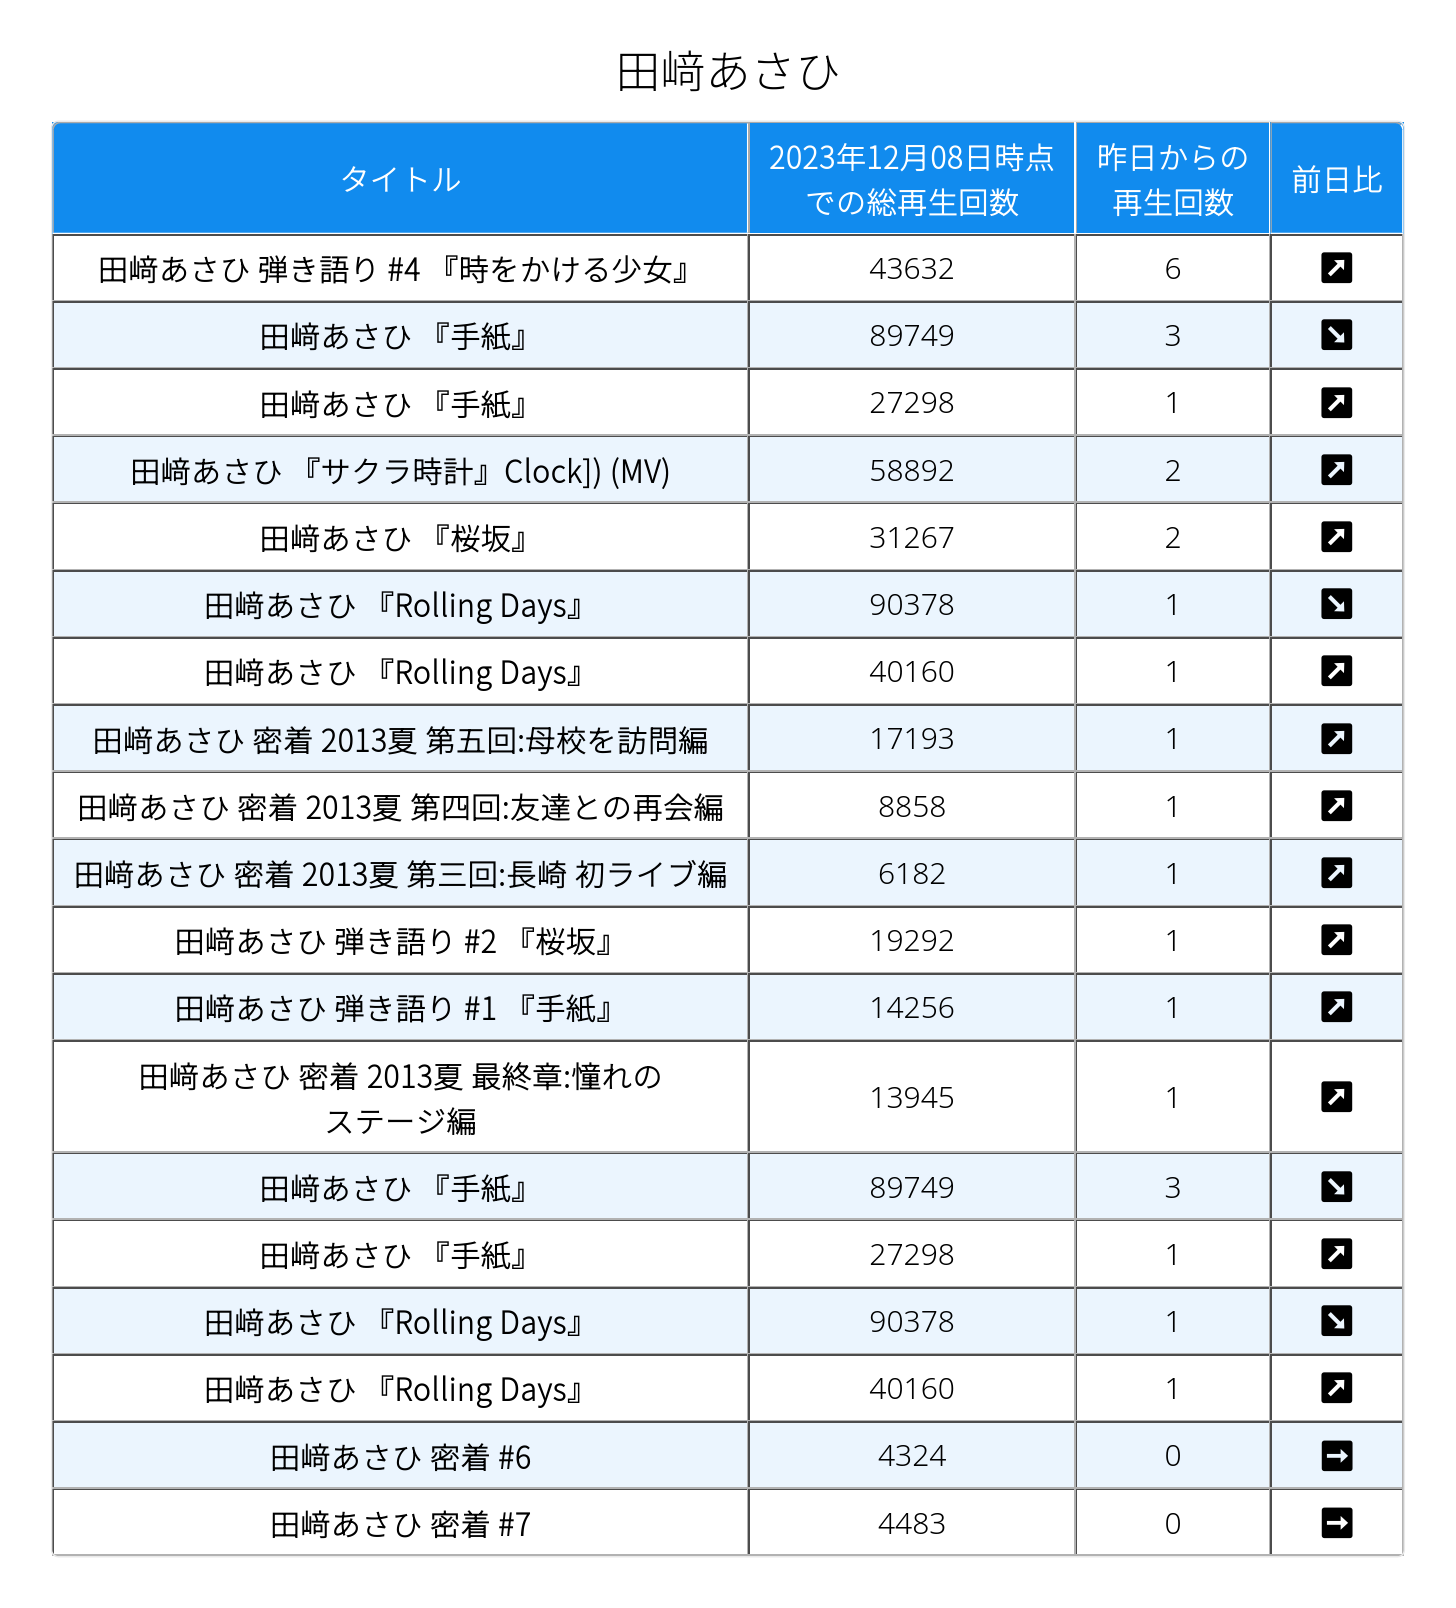 田﨑あさひ
タイトル
2023年12月08日時点
での総再生回数
昨日からの
再生回数
前日比
田﨑あさひ 弾き語り #4 『時をかける少女』 43632 6 ↗
田﨑あさひ 『手紙』 89749 3 ↘
田﨑あさひ 『手紙』 27298 1 ↗
田﨑あさひ 『サクラ時計』Clock]) (MV) 58892 2 ↗
田﨑あさひ 『桜坂』 31267 2 ↗
田﨑あさひ 『Rolling Days』 90378 1 ↘
田﨑あさひ 『Rolling Days』 40160 1 ↗
田﨑あさひ 密着 2013夏 第五回:母校を訪問編 17193 1 ↗
田﨑あさひ 密着 2013夏 第四回:友達との再会編 8858 1 ↗
田﨑あさひ 密着 2013夏 第三回:長崎 初ライブ編 6182 1 ↗
田﨑あさひ 弾き語り #2 『桜坂』 19292 1 ↗
田﨑あさひ 弾き語り #1 『手紙』 14256 1 ↗
田﨑あさひ 密着 2013夏 最終章:憧れの
ステージ編 13945 1 ↗
田﨑あさひ 『手紙』 89749 3 ↘
田﨑あさひ 『手紙』 27298 1 ↗
田﨑あさひ 『Rolling Days』 90378 1 ↘
田﨑あさひ 『Rolling Days』 40160 1 ↗
田﨑あさひ 密着 #6 4324 0 →
田﨑あさひ 密着 #7 4483 0 →